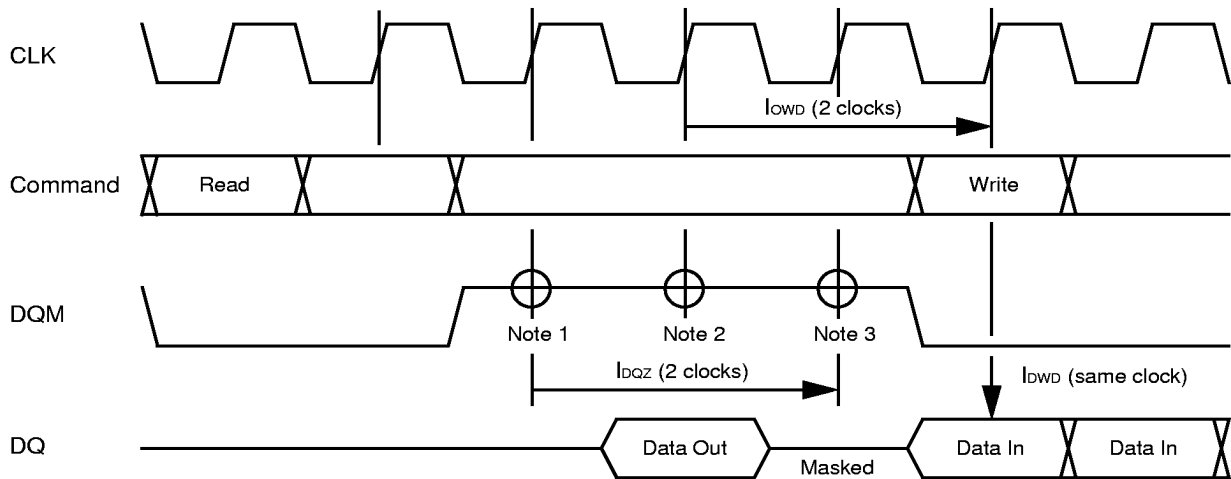 CLK
IOWD (2 clocks)
Command
Read
Write
DQM
Note 1
Note 2
Note 3
IDQZ (2 clocks)
IDWD (same clock)
DQ
Data Out
Masked
Data In
Data In